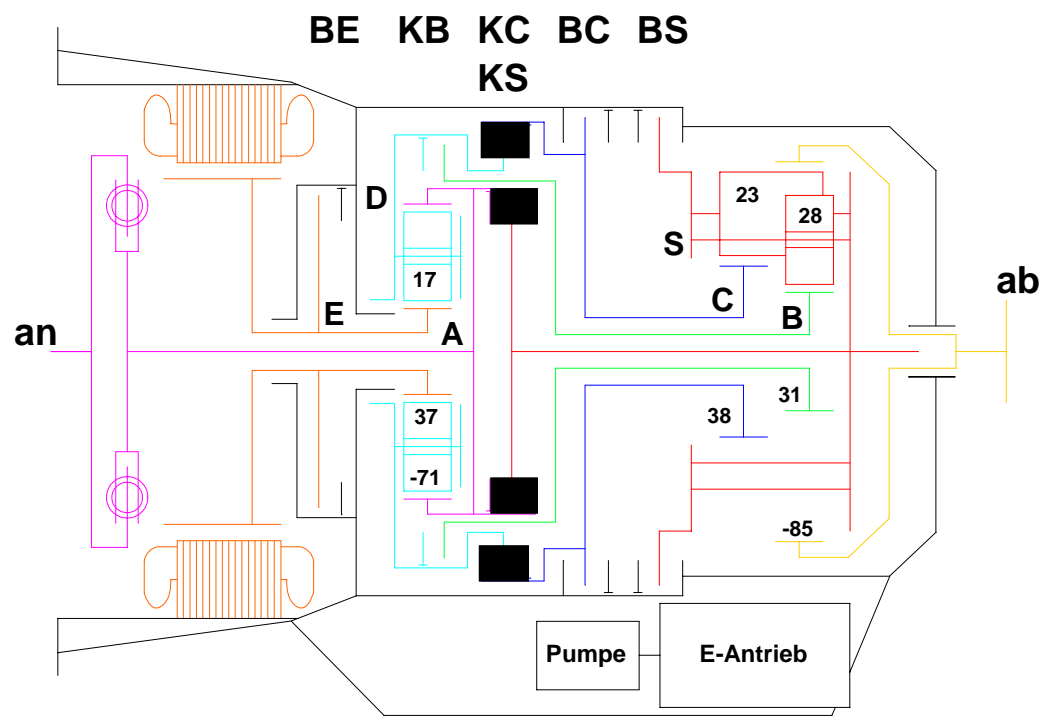 BE KB KC BC BS
KS
D
23
28
17
S
E
C
B
A
an
ab
37
38
31
-71
-85
Pumpe
E-Antrieb